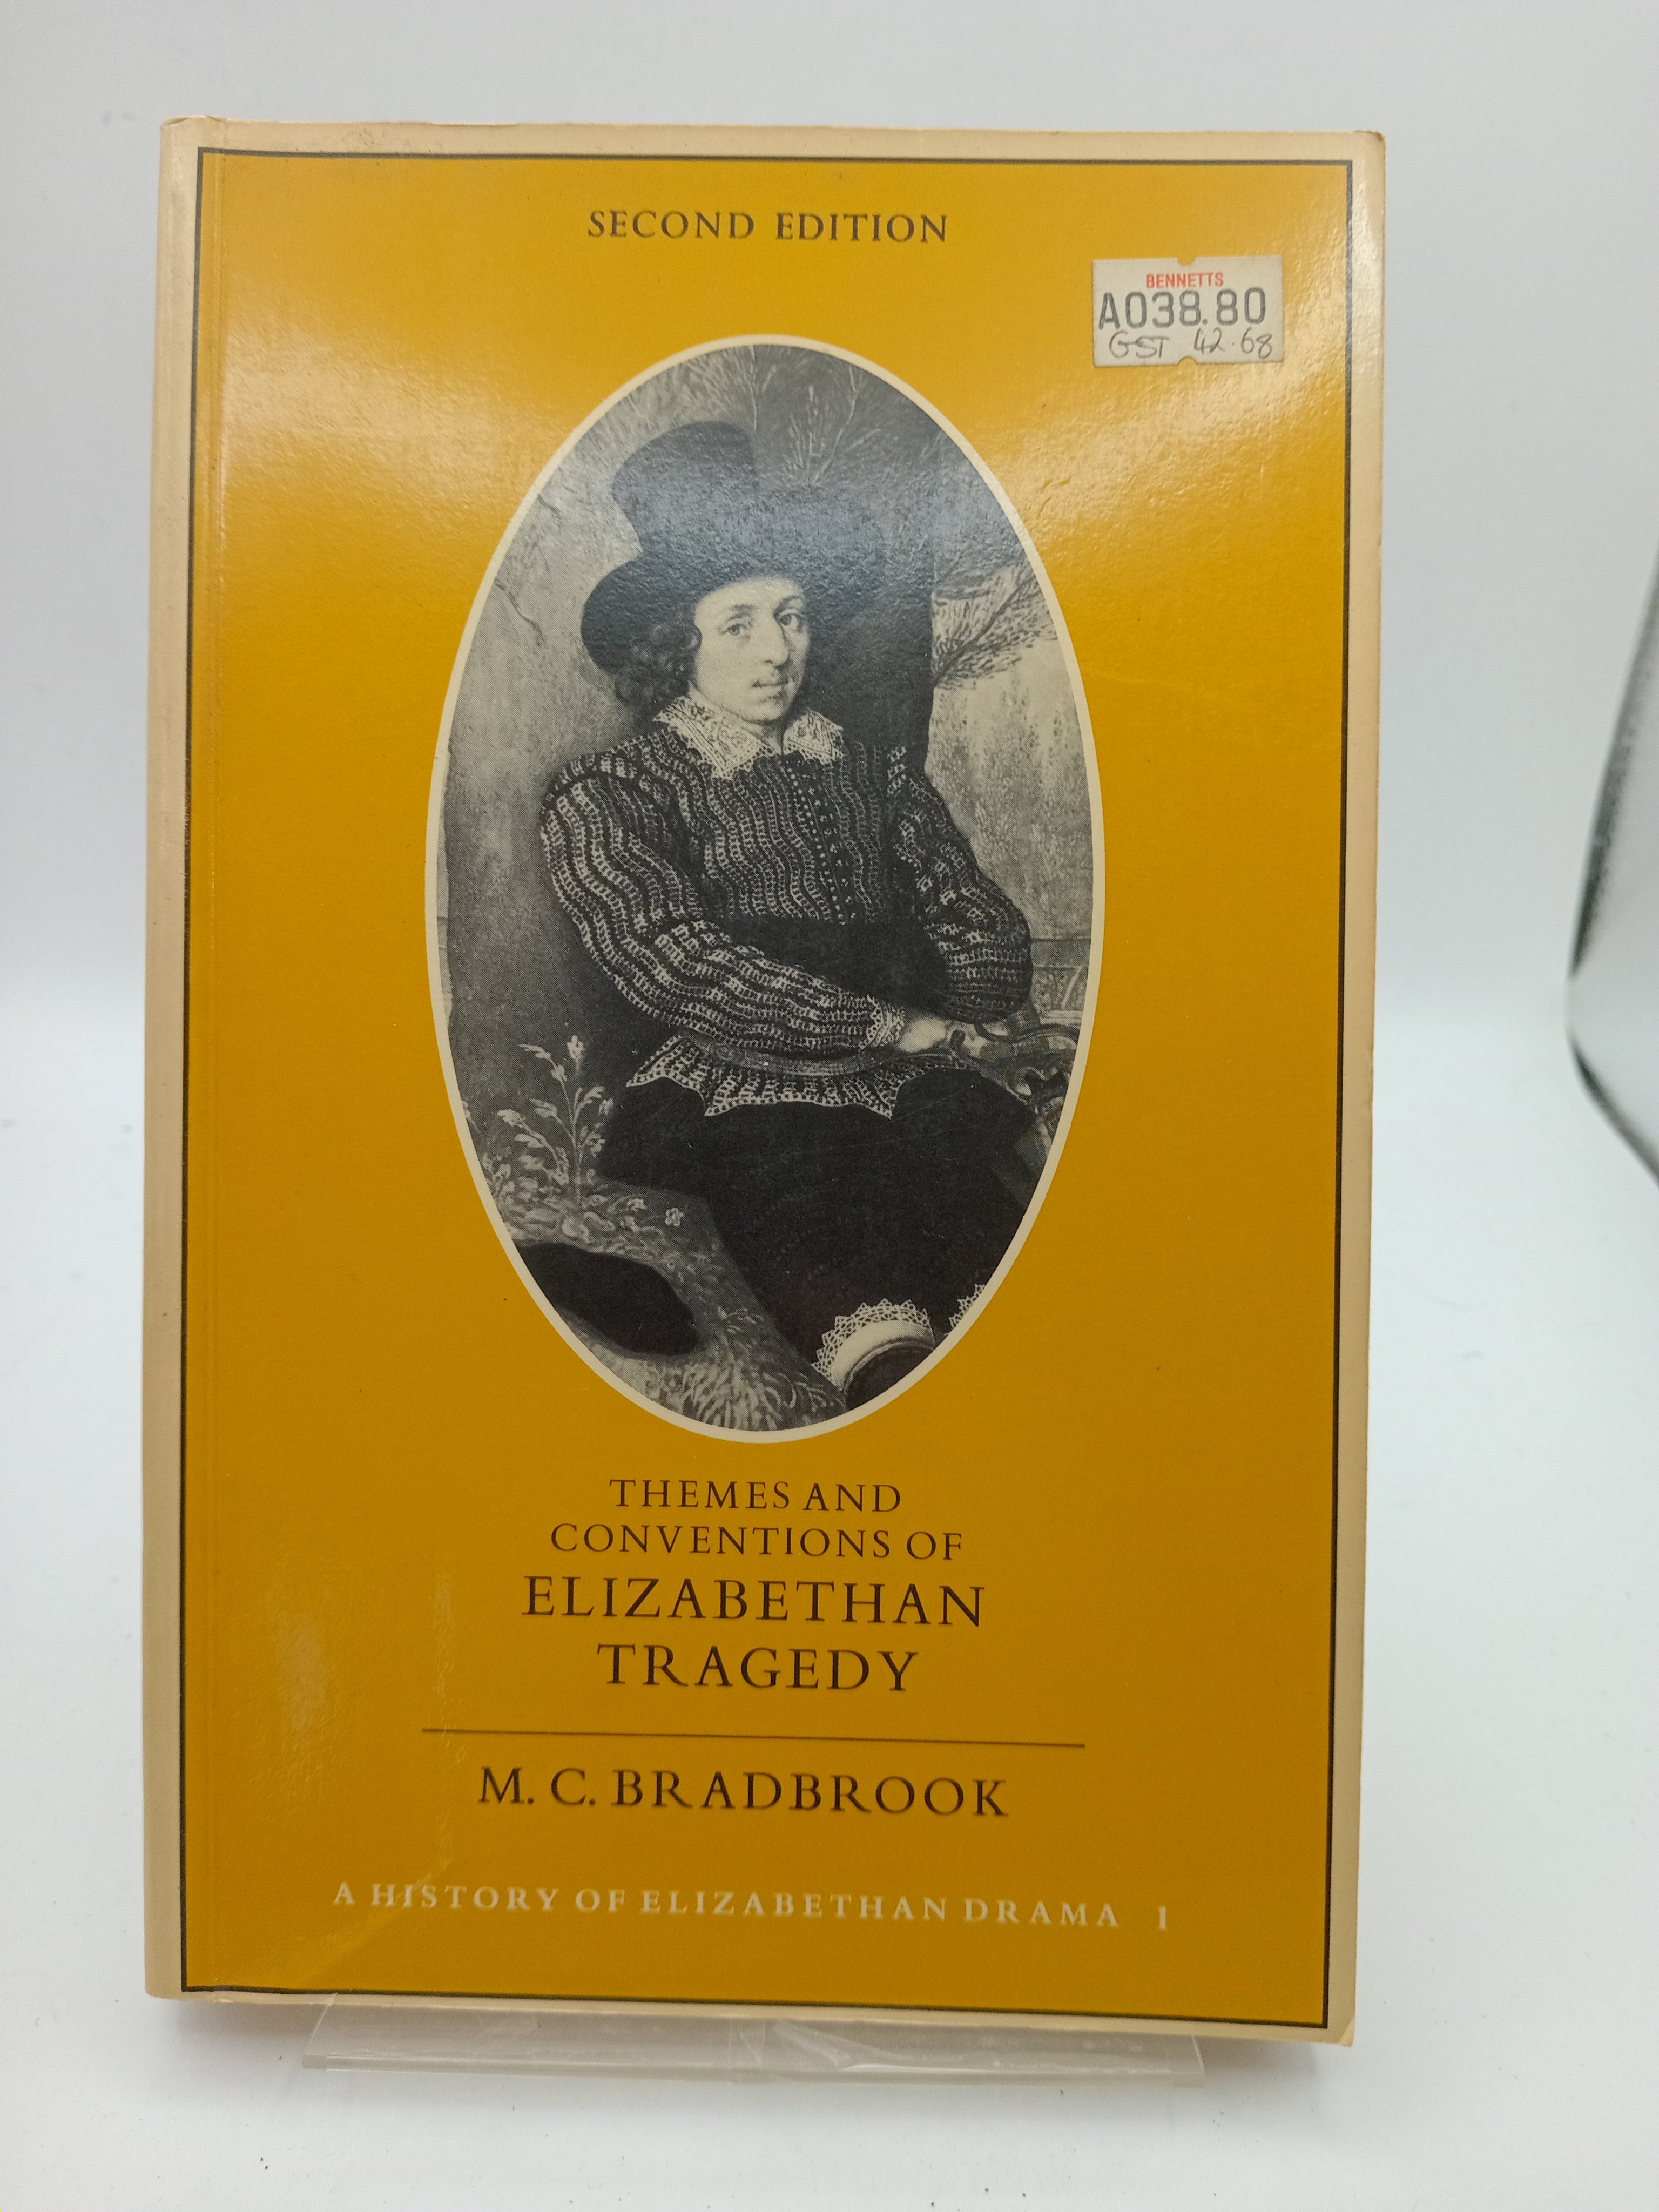 SECOND EDITION
BENNETTS
A038.80
GST 42.68
THEMES AND
CONVENTIONS OF
ELIZABETHAN
TRAGEDY
M. C. BRADBROOK
A HISTORY OF ELIZABETHAN DRAMA 1